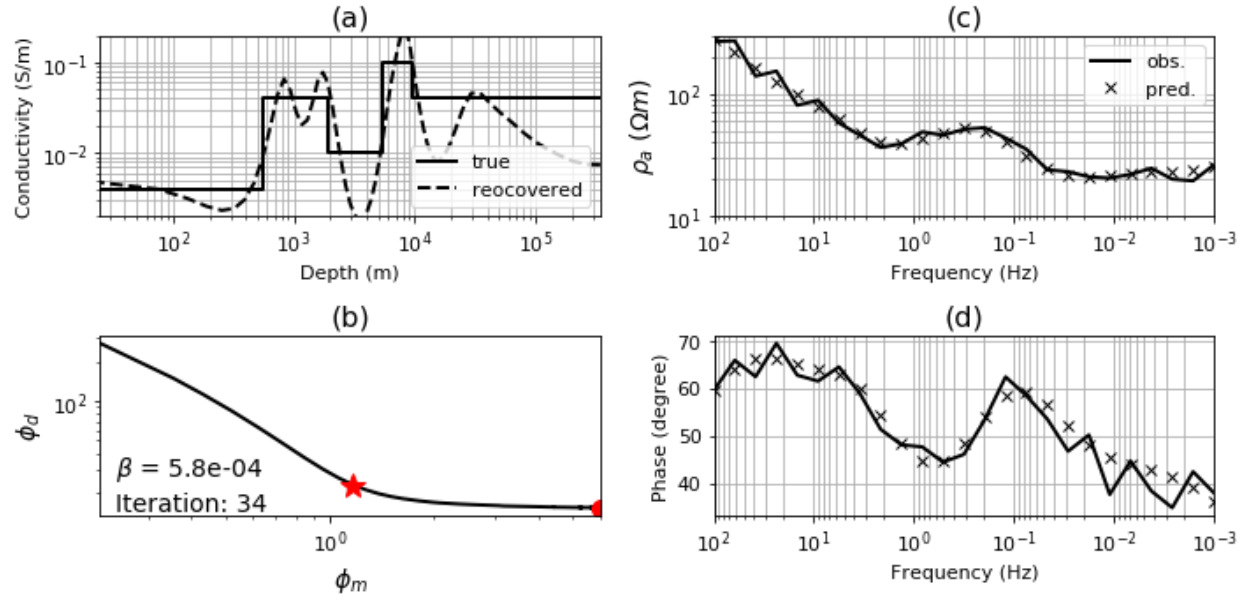 (a)
Conductivity (S/m)
10⁻¹
10⁻²
true
reocovered
10² 10³ 10⁴ 10⁵
Depth (m)
(c)
ρₐ (Ωm)
10²
10¹
obs.
pred.
10² 10¹ 10⁰ 10⁻¹ 10⁻² 10⁻³
Frequency (Hz)
(b)
ϕd
10²
β = 5.8e-04
Iteration: 34
10⁰
ϕm
(d)
Phase (degree)
70
60
50
40
10² 10¹ 10⁰ 10⁻¹ 10⁻² 10⁻³
Frequency (Hz)